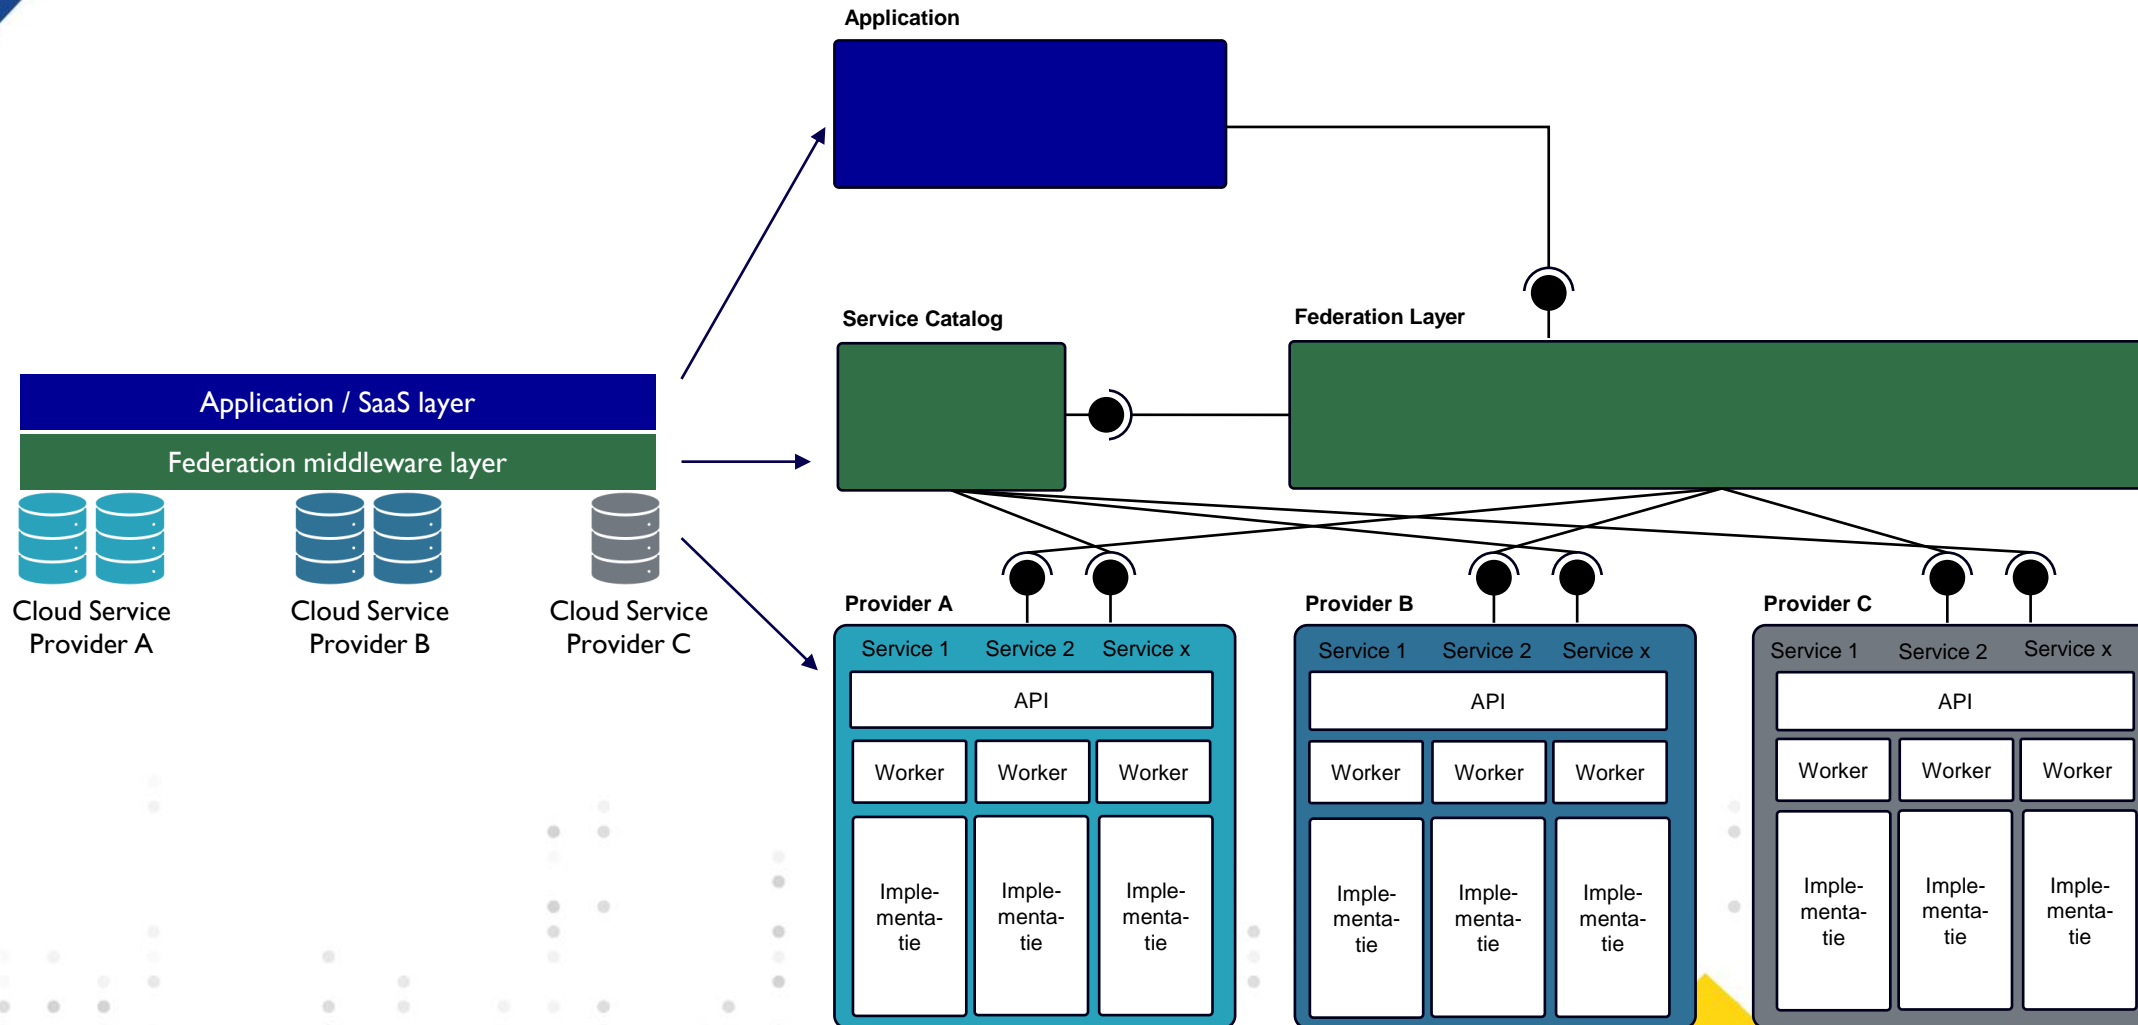 Application
Service Catalog
Federation Layer
Application / SaaS layer
Federation middleware layer
Cloud Service
Provider A
Cloud Service
Provider B
Cloud Service
Provider C
Provider A
Service 1
Service 2
Service x
API
Worker
Worker
Worker
Imple-
menta-
tie
Imple-
menta-
tie
Imple-
menta-
tie
Provider B
Service 1
Service 2
Service x
API
Worker
Worker
Worker
Imple-
menta-
tie
Imple-
menta-
tie
Imple-
menta-
tie
Provider C
Service 1
Service 2
Service x
API
Worker
Worker
Worker
Imple-
menta-
tie
Imple-
menta-
tie
Imple-
menta-
tie